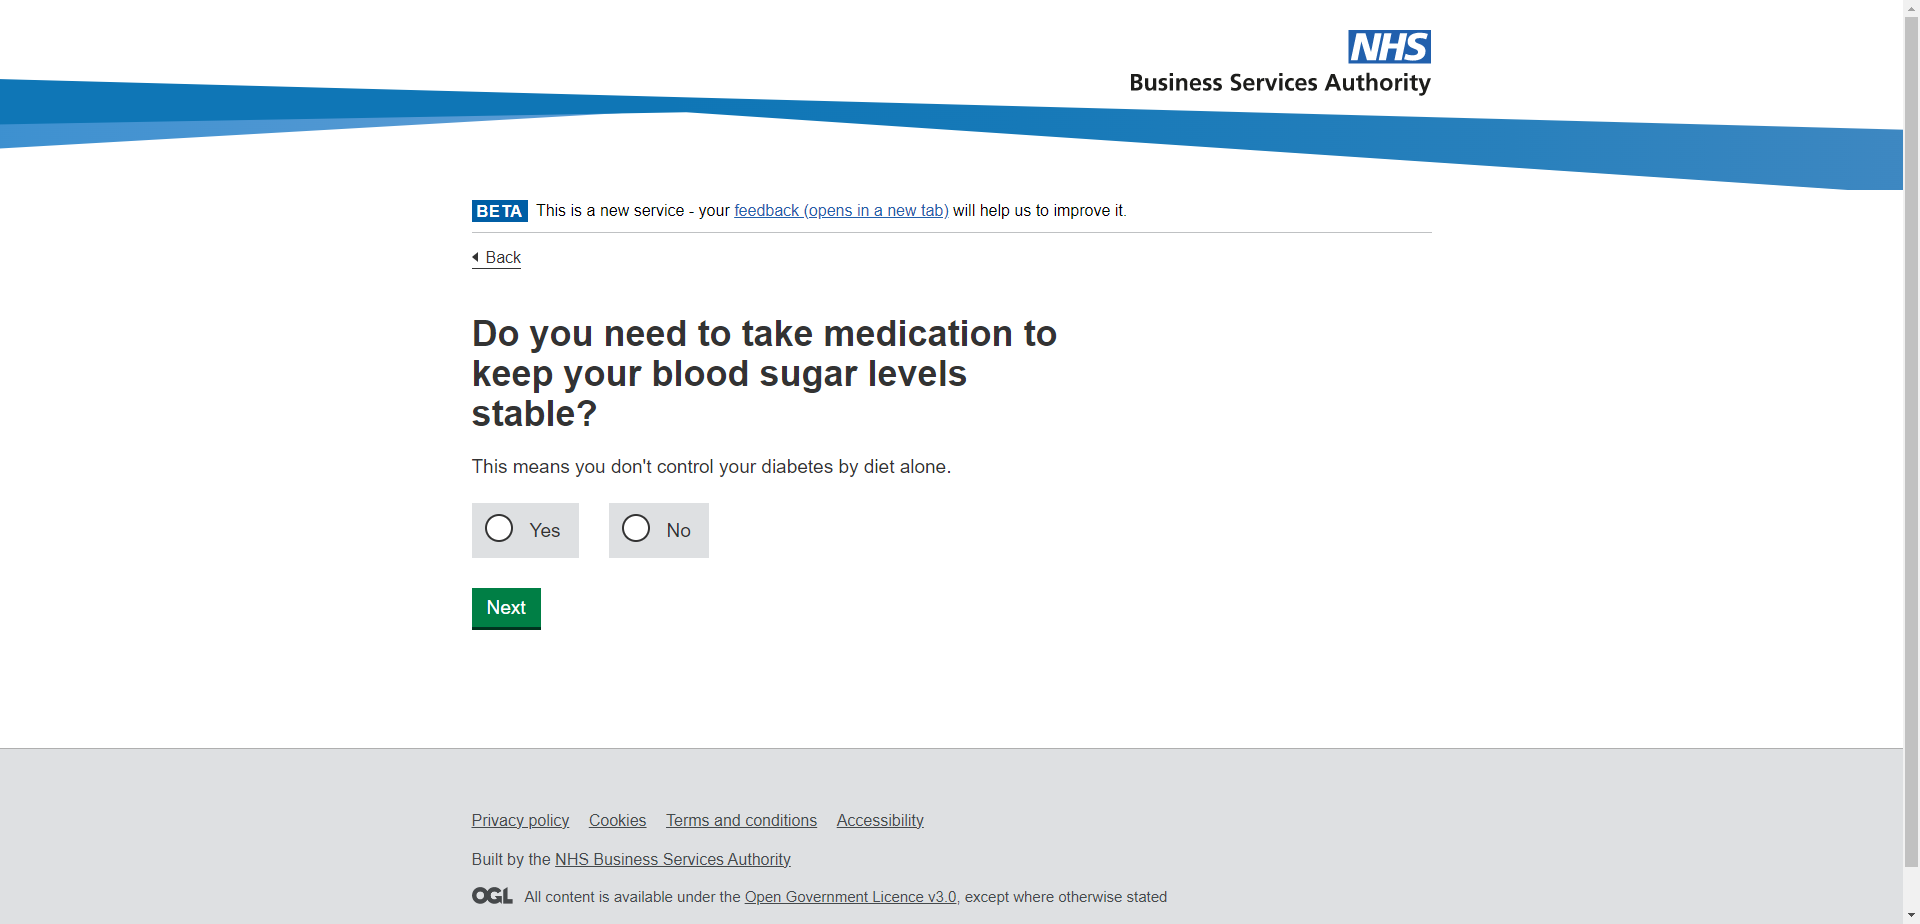 NHS
Business Services Authority
BETA This is a new service - your feedback (opens in a new tab) will help us to improve it.
Back
Do you need to take medication to
keep your blood sugar levels
stable?
This means you don't control your diabetes by diet alone.
Yes No
Next
Privacy policy Cookies Terms and conditions Accessibility
Built by the NHS Business Services Authority
OGL All content is available under the Open Government Licence v3.0, except where otherwise stated